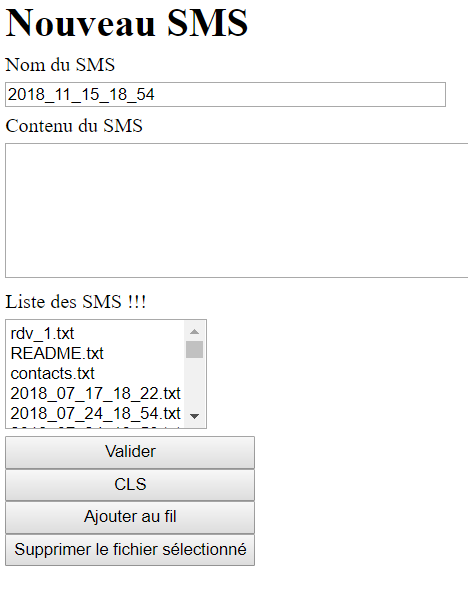 Nouveau SMS
Nom du SMS
2018_11_15_18_54
Contenu du SMS
Liste des SMS !!!
rdv_1.txt
README.txt
contacts.txt
2018_07_17_18_22.txt
2018_07_24_18_54.txt
Valider
CLS
Ajouter au fil
Supprimer le fichier sélectionné